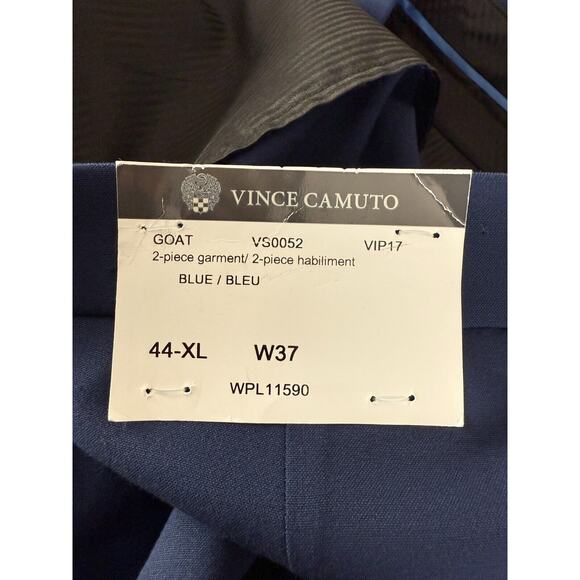 VINCE CAMUTO
GOAT VS0052 VIP17
2-piece garment/ 2-piece habiliment
BLUE / BLEU
44-XL W37
WPL11590